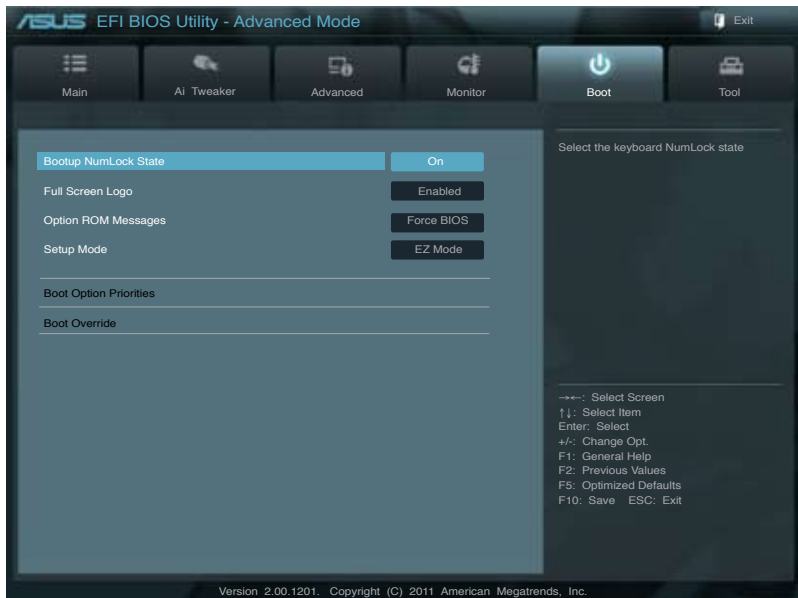 ASUS EFI BIOS Utility - Advanced Mode
Exit
Main
Ai Tweaker
Advanced
Monitor
Boot
Tool
Bootup NumLock State On
Full Screen Logo Enabled
Option ROM Messages Force BIOS
Setup Mode EZ Mode
Boot Option Priorities
Boot Override
Select the keyboard NumLock state
→←: Select Screen
↑↓: Select Item
Enter: Select
+/-: Change Opt.
F1: General Help
F2: Previous Values
F5: Optimized Defaults
F10: Save ESC: Exit
Version 2.00.1201. Copyright (C) 2011 American Megatrends, Inc.